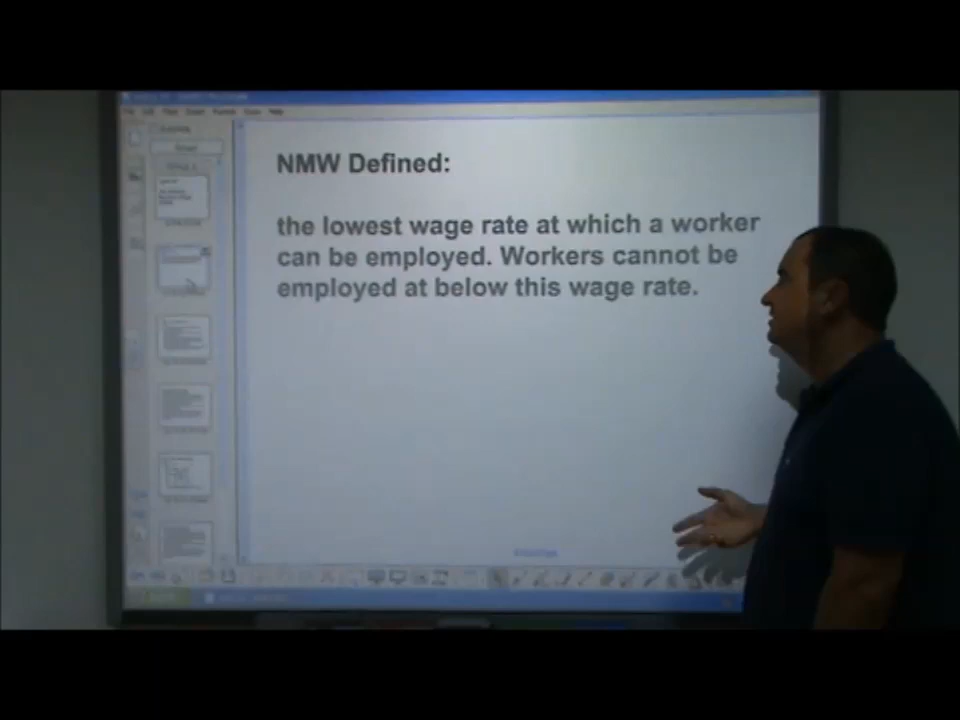 NMW Defined:
the lowest wage rate at which a worker
can be employed. Workers cannot be
employed at below this wage rate.